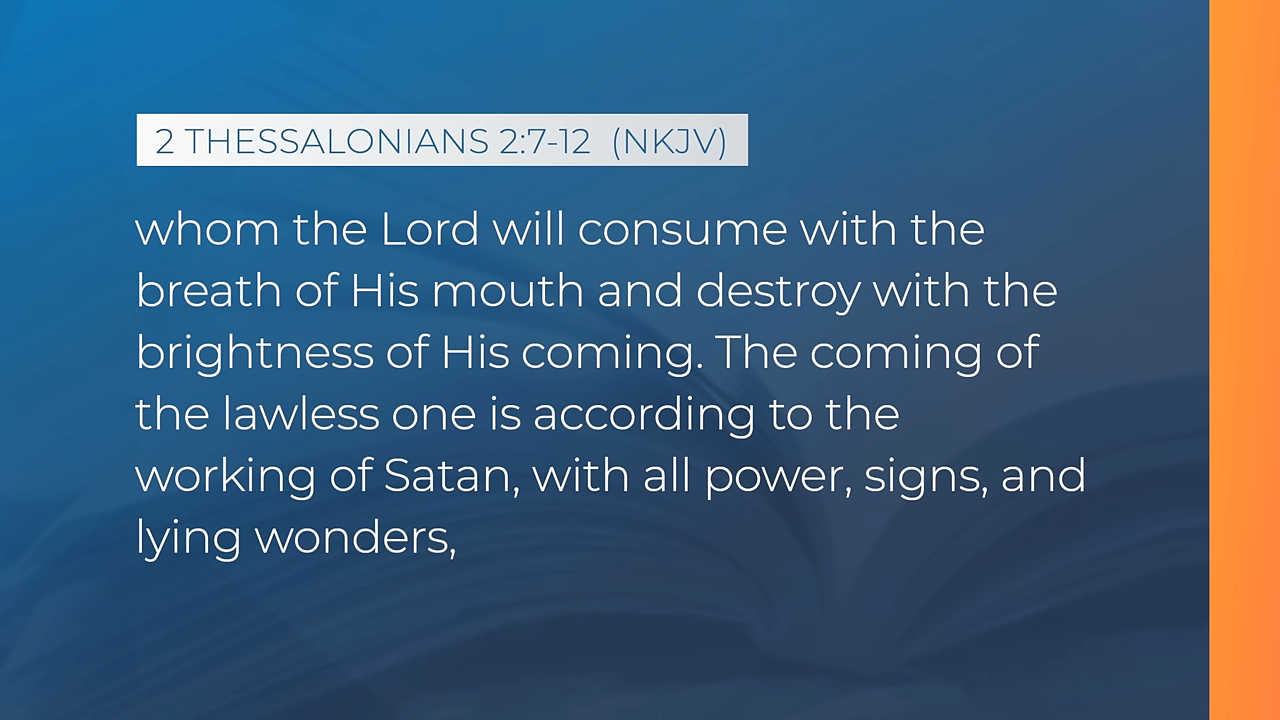 2 THESSALONIANS 2:7-12 (NKJV)
whom the Lord will consume with the
breath of His mouth and destroy with the
brightness of His coming. The coming of
the lawless one is according to the
working of Satan, with all power, signs, and
lying wonders,